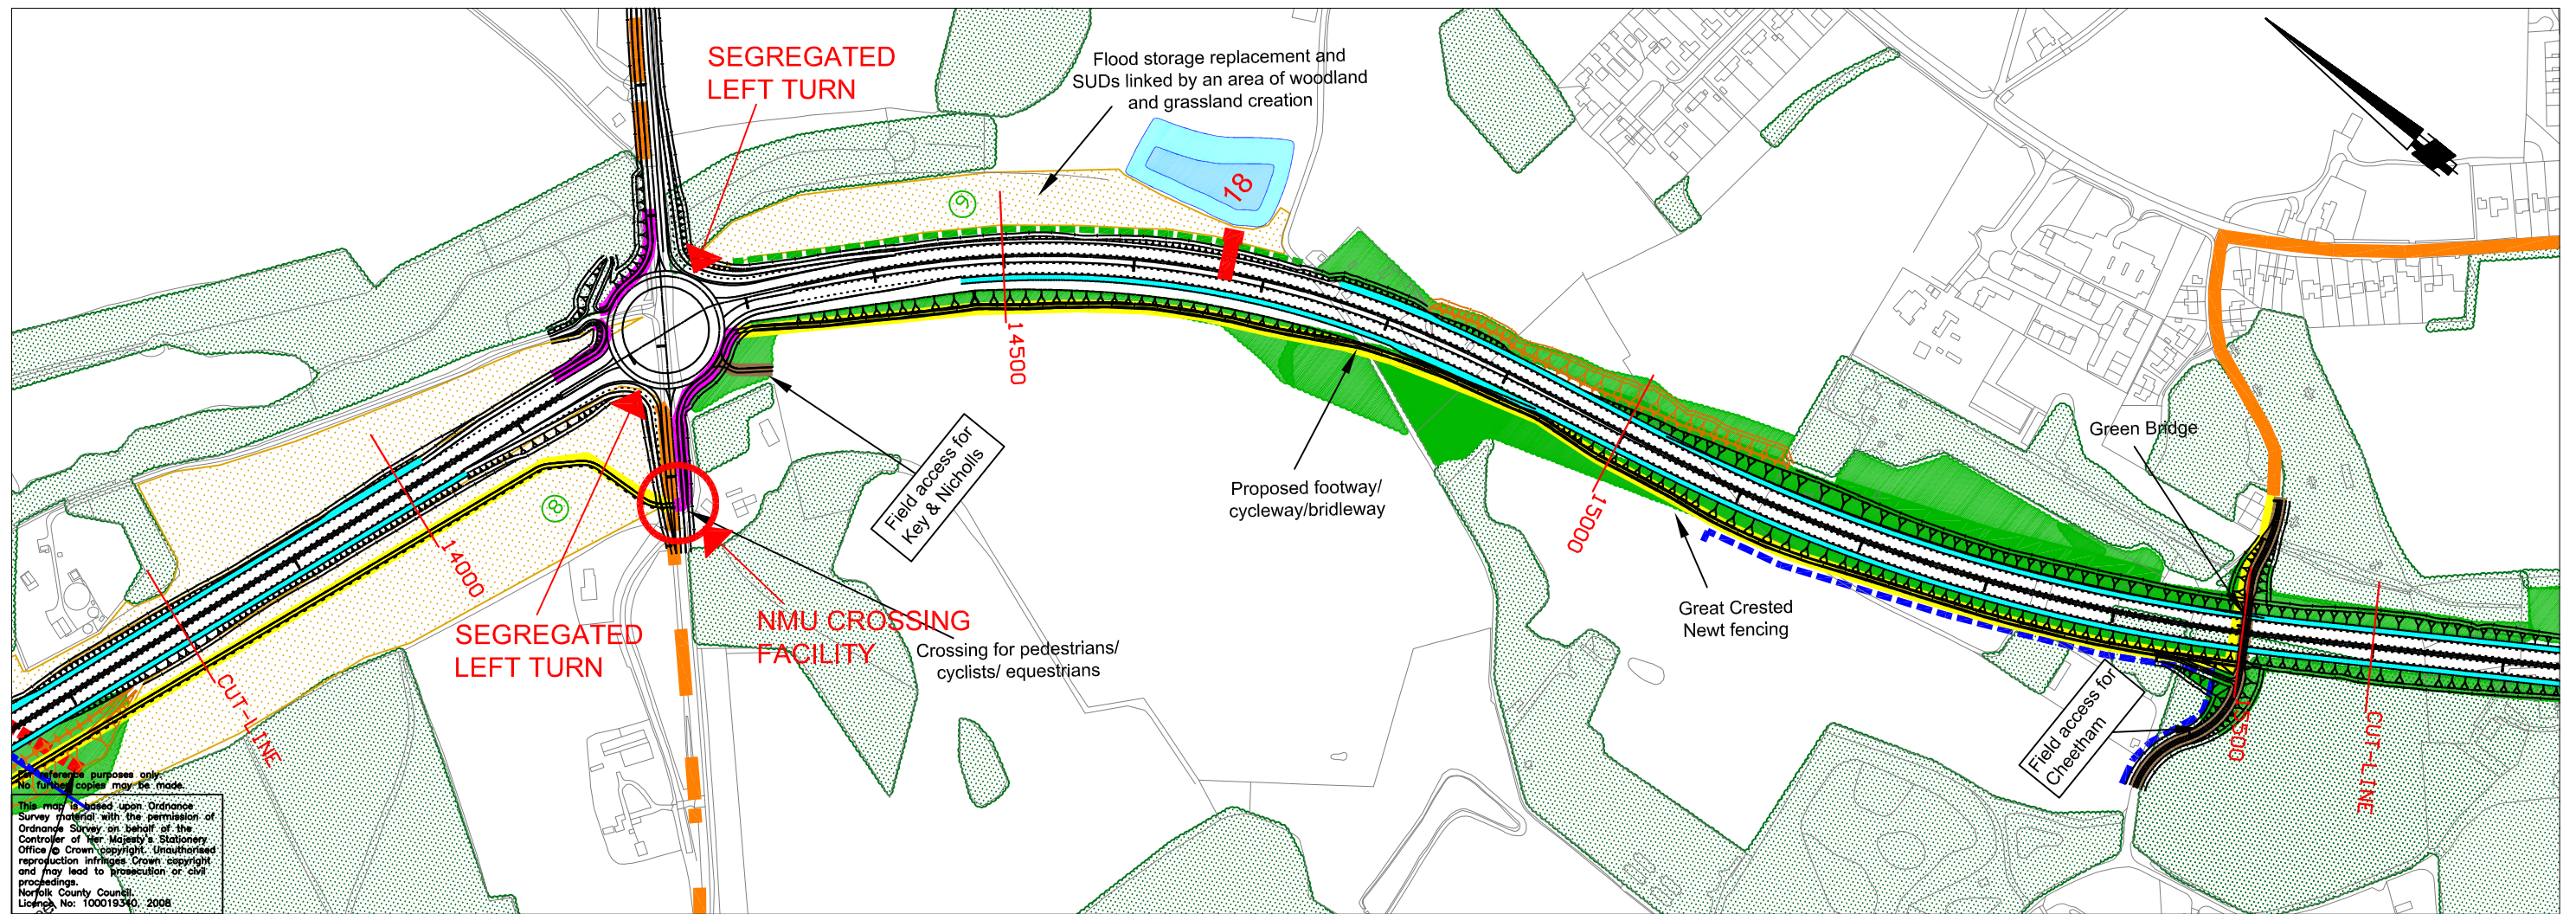 SEGREGATED
LEFT TURN
Flood storage replacement and
SUDs linked by an area of woodland
and grassland creation
18
9
14500
Green Bridge
Field access for
Key & Nicholls
Proposed footway/
cycleway/bridleway
15000
8
14000
Great Crested
Newt fencing
NMU CROSSING
FACILITY
SEGREGATED
LEFT TURN
Crossing for pedestrians/
cyclists/ equestrians
CUT-LINE
Field access for
Cheetham
15500
CUT-LINE
For reference purposes only.
No further copies may be made.
This map is based upon Ordnance
Survey material with the permission of
Ordnance Survey on behalf of the
Controller of Her Majesty's Stationery
Office © Crown copyright. Unauthorised
reproduction infringes Crown copyright
and may lead to prosecution or civil
proceedings.
Norfolk County Council.
Licence No: 100019340, 2008